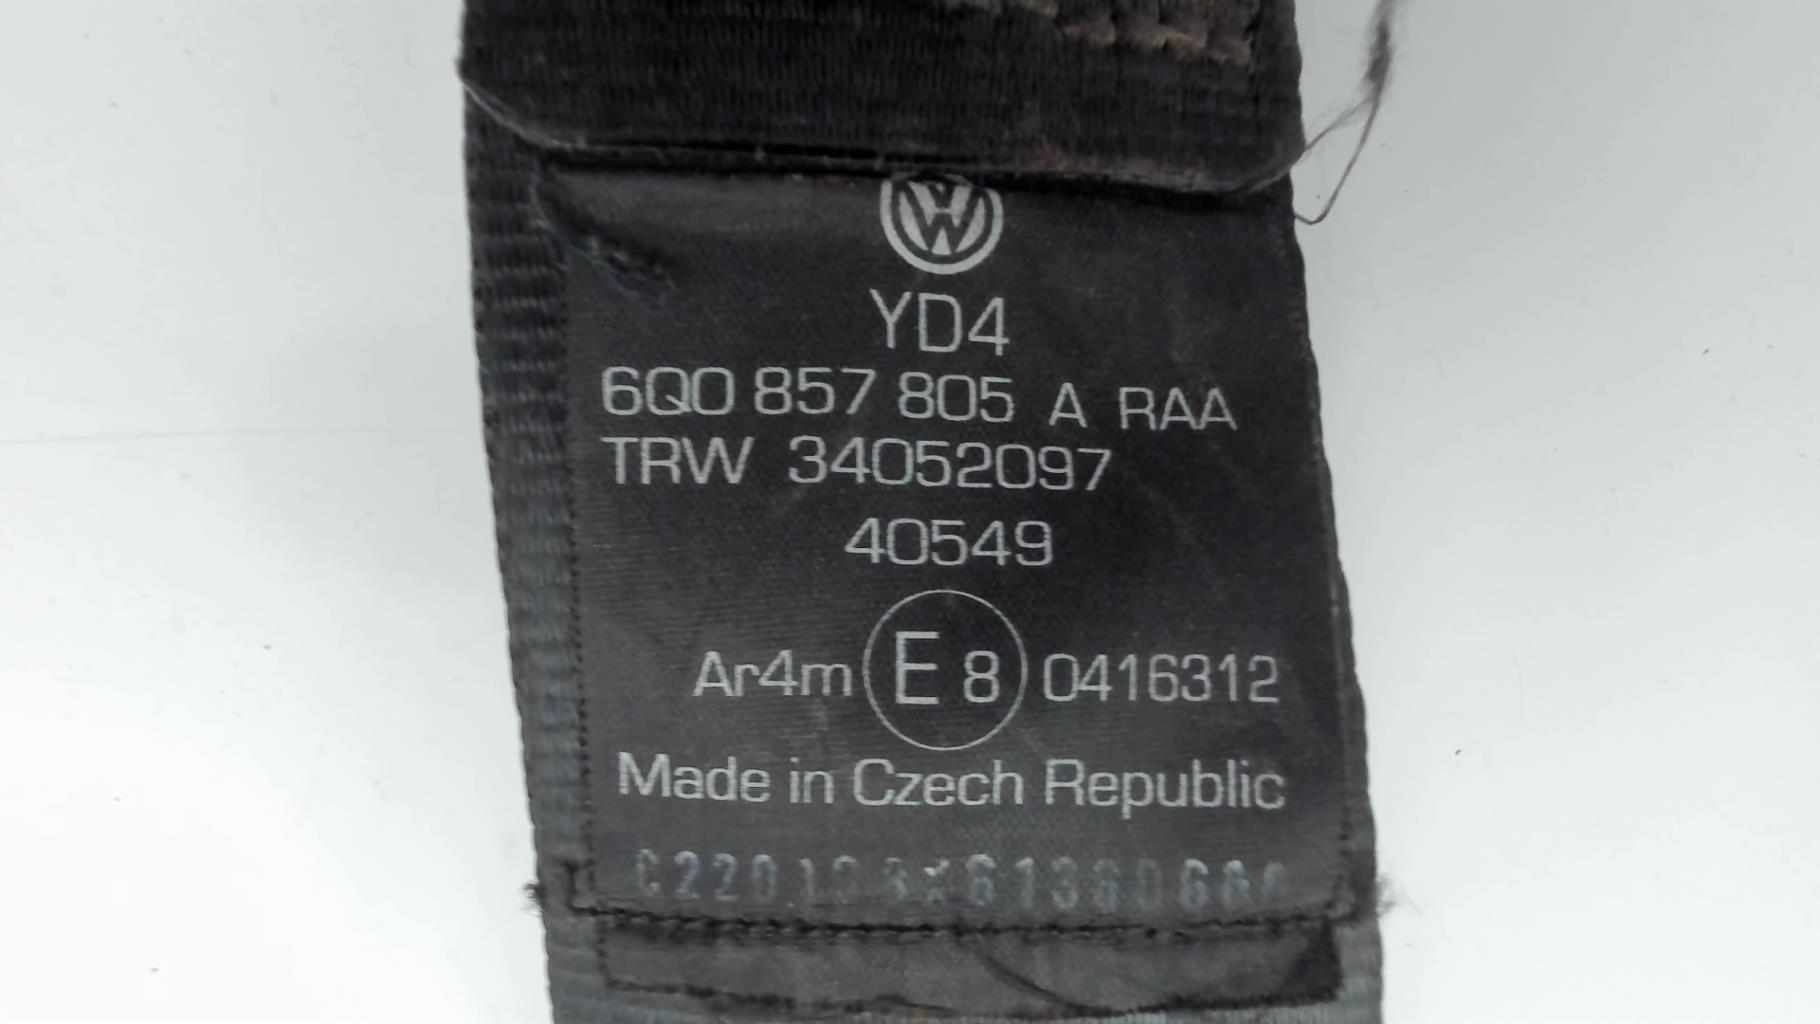 YD4
6Q0 857 805 A RAA
TRW 34052097
40549
Ar4m E 8 0416312
Made in Czech Republic